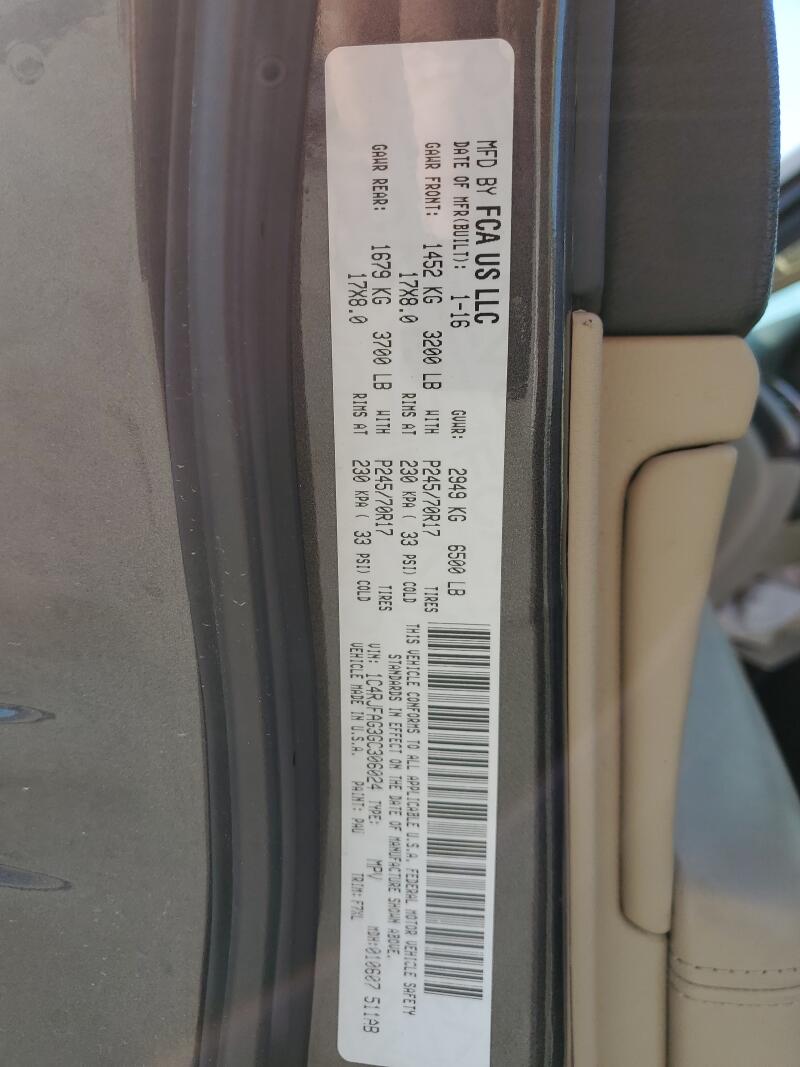 MFD BY FCA US LLC
DATE OF MFR(BUILT): 1-16 GVWR: 2949 KG 6500 LB
GAWR FRONT: 1452 KG 3200 LB WITH P245/70R17 TIRES
17X8.0 RIMS AT 230 KPA ( 33 PSI) COLD
GAWR REAR: 1679 KG 3700 LB WITH P245/70R17 TIRES
17X8.0 RIMS AT 230 KPA ( 33 PSI) COLD
THIS VEHICLE CONFORMS TO ALL APPLICABLE U.S.A. FEDERAL MOTOR VEHICLE SAFETY
STANDARDS IN EFFECT ON THE DATE OF MANUFACTURE SHOWN ABOVE.
VIN: 1C4RJFAG3GC306024 TYPE: MPV MDH:010607 511AB
VEHICLE MADE IN U.S.A. PAINT: PAU TRIM: F7XL